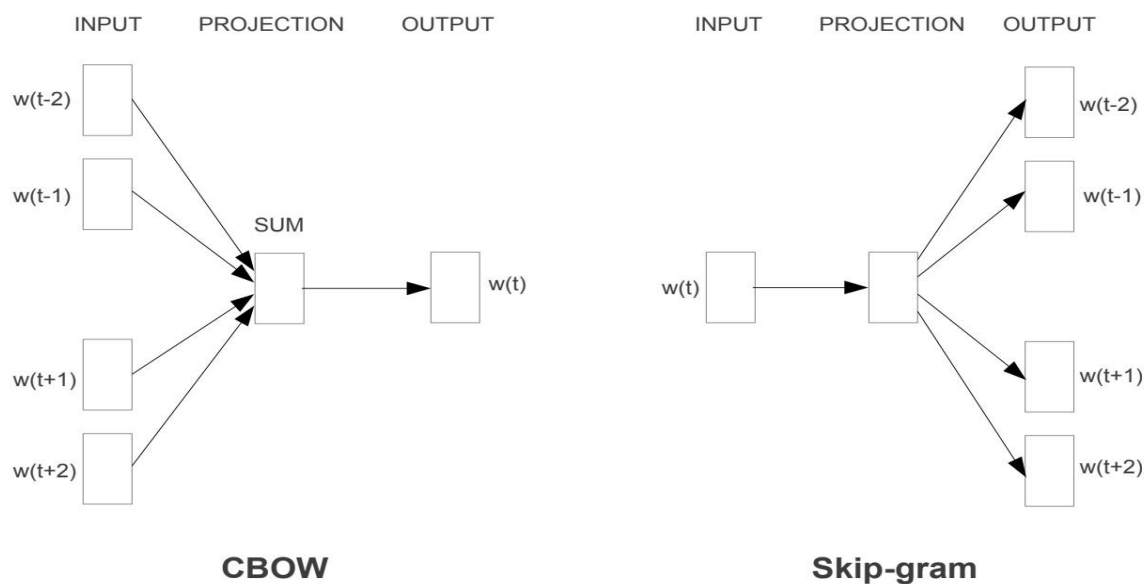 INPUT PROJECTION OUTPUT
w(t-2)
w(t-1)
SUM
w(t)
w(t+1)
w(t+2)
CBOW
INPUT PROJECTION OUTPUT
w(t-2)
w(t-1)
w(t)
w(t+1)
w(t+2)
Skip-gram